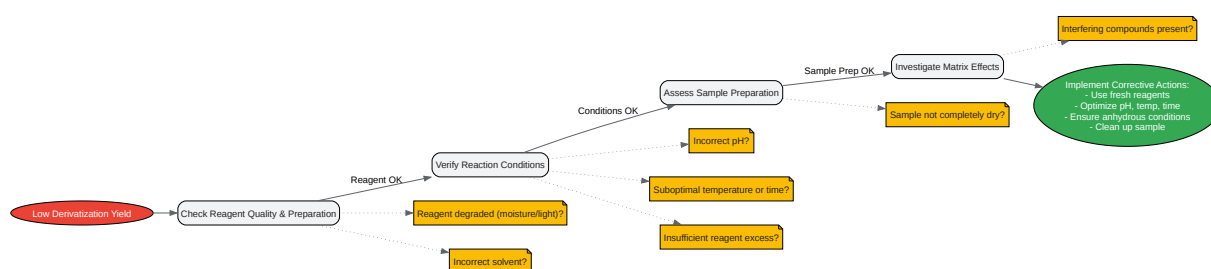 Low Derivatization Yield
Check Reagent Quality & Preparation
Reagent OK
Reagent degraded (moisture/light)?
Incorrect solvent?
Verify Reaction Conditions
Conditions OK
Incorrect pH?
Suboptimal temperature or time?
Insufficient reagent excess?
Assess Sample Preparation
Sample Prep OK
Sample not completely dry?
Investigate Matrix Effects
Interfering compounds present?
Implement Corrective Actions:
- Use fresh reagents
- Optimize pH, temp, time
- Ensure anhydrous conditions
- Clean up sample